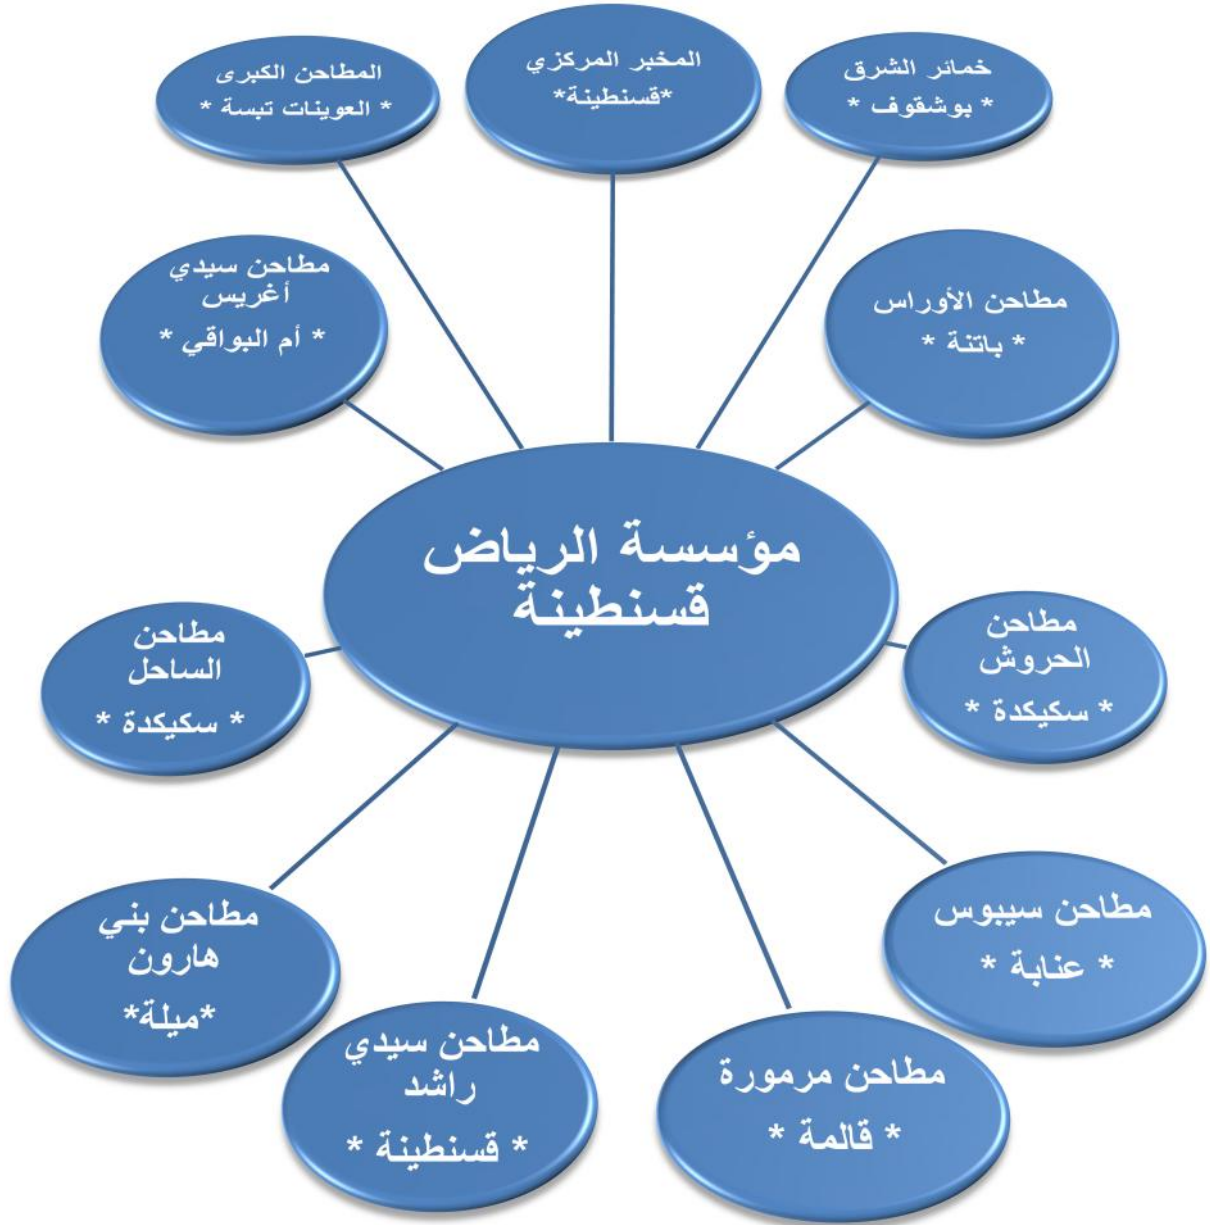 خمائر الشرق
* بوشقوف *
المخبر المركزي
*قسنطينة*
المطاحن الكبرى
* العوينات تبسة *
مطاحن الأوراس
* باتنة *
مطاحن سيدي
أغريس
* أم البواقي *
مؤسسة الرياض
قسنطينة
مطاحن
الحروش
* سكيكدة *
مطاحن
الساحل
* سكيكدة *
مطاحن سيبوس
* عنابة *
مطاحن بني
هارون
*ميلة*
مطاحن مرمورة
* قالمة *
مطاحن سيدي
راشد
* قسنطينة *